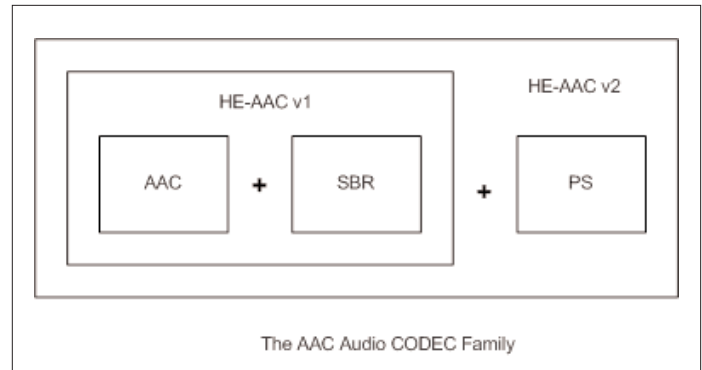 HE-AAC v2
HE-AAC v1
AAC + SBR + PS
The AAC Audio CODEC Family